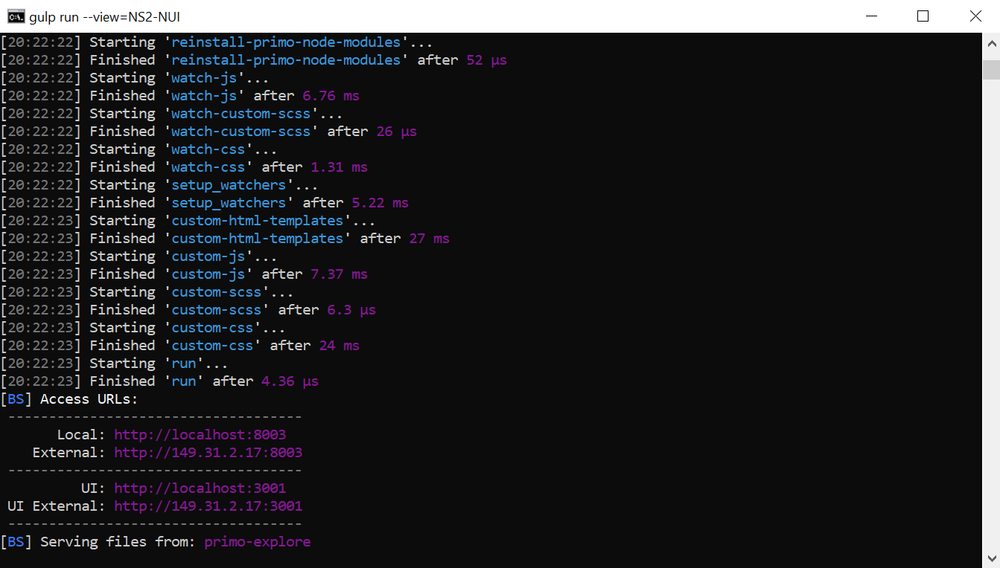 gulp run --view=NS2-NUI
[20:22:22] Starting 'reinstall-primo-node-modules'...
[20:22:22] Finished 'reinstall-primo-node-modules' after 52 μs
[20:22:22] Starting 'watch-js'...
[20:22:22] Finished 'watch-js' after 6.76 ms
[20:22:22] Starting 'watch-custom-scss'...
[20:22:22] Finished 'watch-custom-scss' after 26 μs
[20:22:22] Starting 'watch-css'...
[20:22:22] Finished 'watch-css' after 1.31 ms
[20:22:22] Starting 'setup_watchers'...
[20:22:22] Finished 'setup_watchers' after 5.22 ms
[20:22:23] Starting 'custom-html-templates'...
[20:22:23] Finished 'custom-html-templates' after 27 ms
[20:22:23] Starting 'custom-js'...
[20:22:23] Finished 'custom-js' after 7.37 ms
[20:22:23] Starting 'custom-scss'...
[20:22:23] Finished 'custom-scss' after 6.3 μs
[20:22:23] Starting 'custom-css'...
[20:22:23] Finished 'custom-css' after 24 ms
[20:22:23] Starting 'run'...
[20:22:23] Finished 'run' after 4.36 μs
[BS] Access URLs:
------------------------------------
Local: http://localhost:8003
External: http://149.31.2.17:8003
------------------------------------
UI: http://localhost:3001
UI External: http://149.31.2.17:3001
------------------------------------
[BS] Serving files from: primo-explore